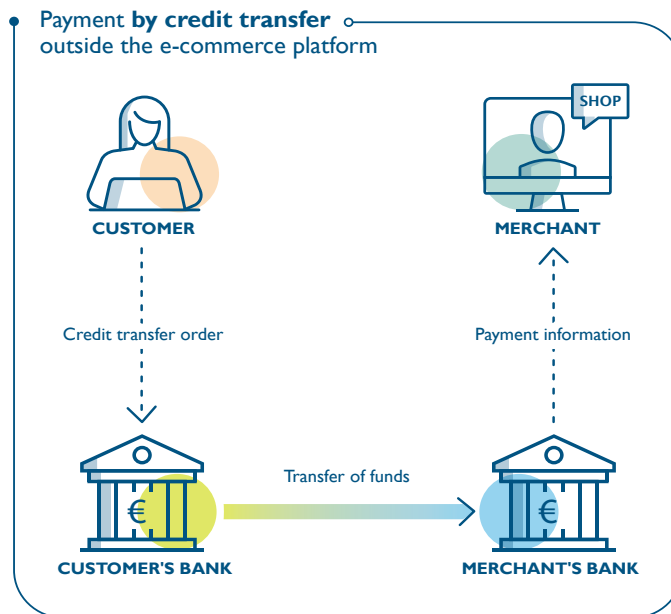 Payment by credit transfer
outside the e-commerce platform
SHOP
CUSTOMER
MERCHANT
Credit transfer order
Payment information
€
Transfer of funds
€
CUSTOMER'S BANK
MERCHANT'S BANK